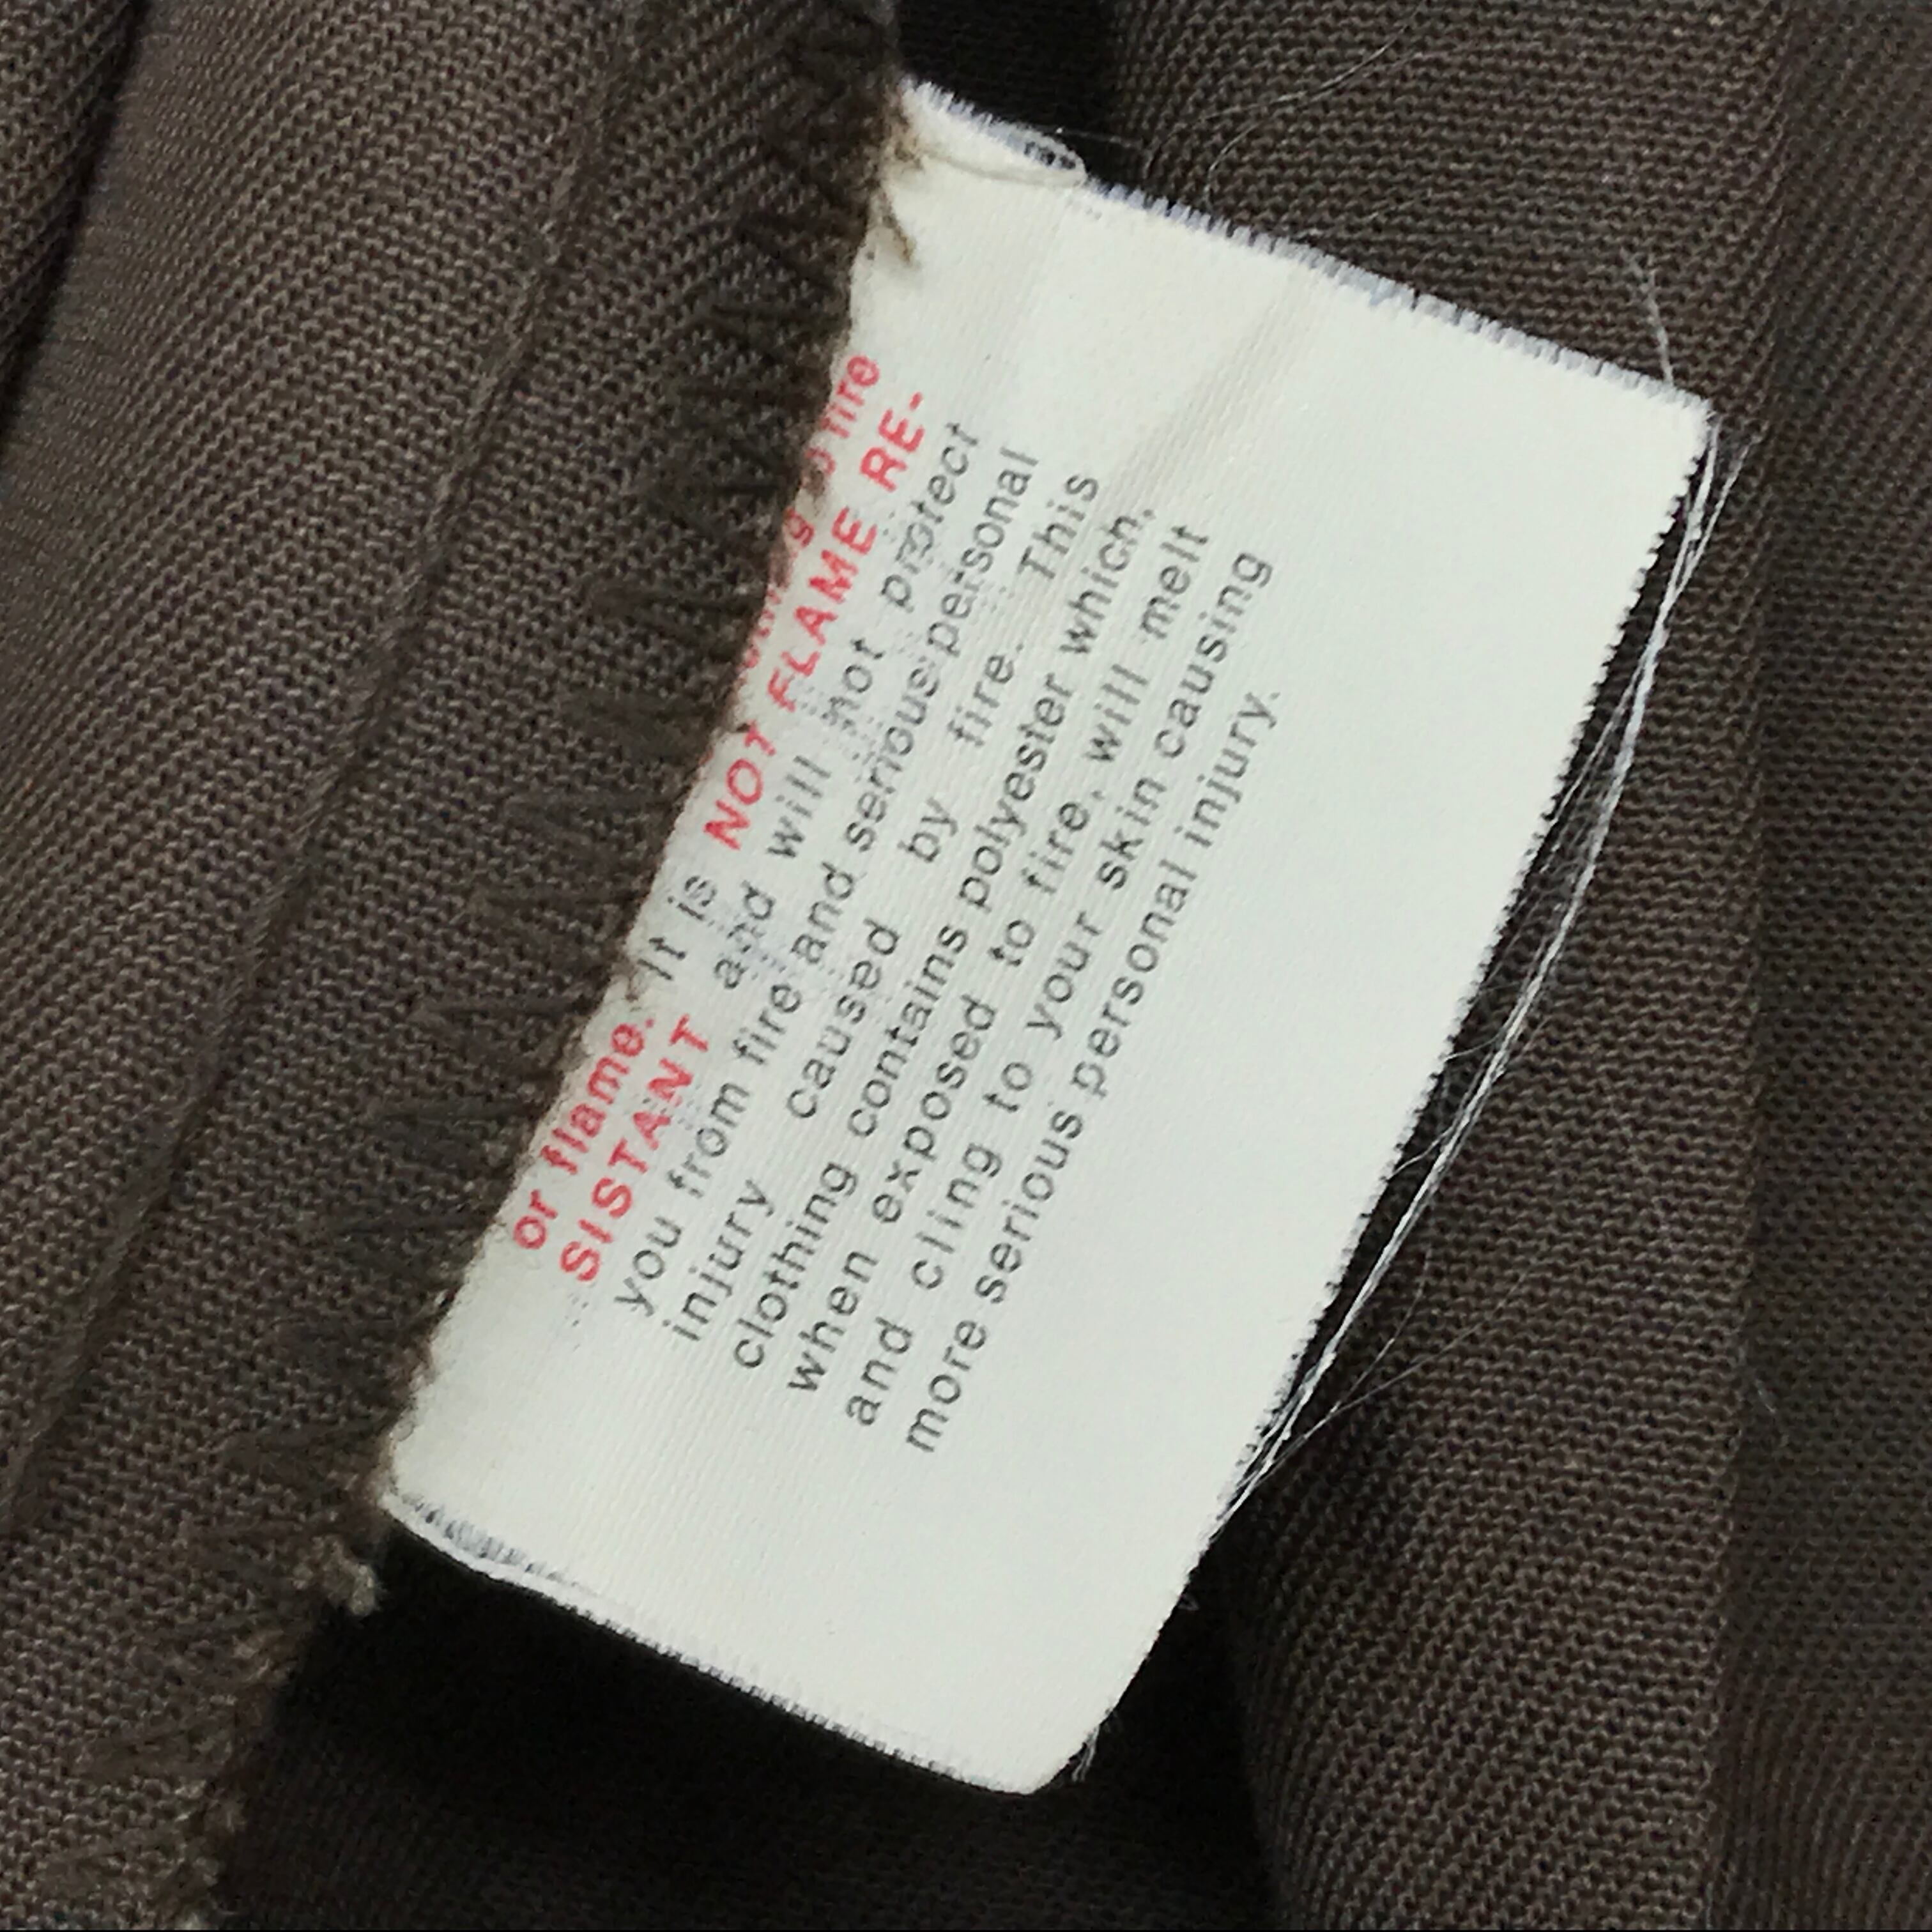 fire
or flame. It is NOT FLAME RE-
SISTANT and will not protect
you from fire and serious personal
injury caused by fire. This
clothing contains polyester which,
when exposed to fire, will melt
and cling to your skin causing
more serious personal injury.